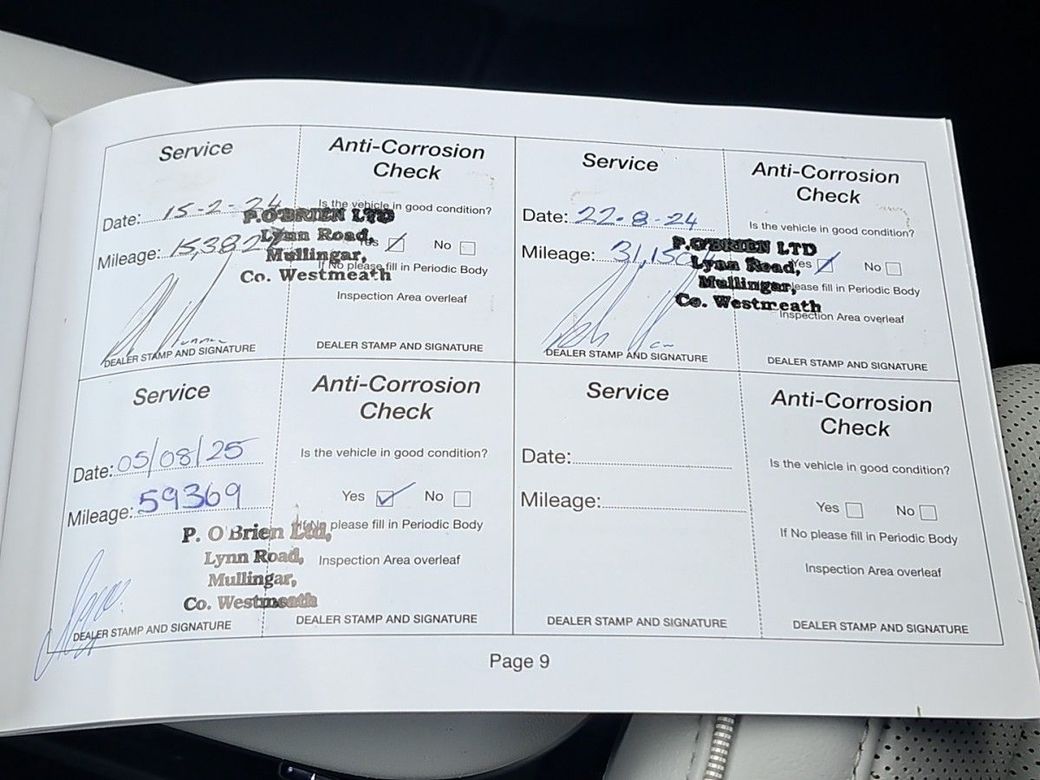 Service
Anti-Corrosion
Check
Date: 15-2-24
Is the vehicle in good condition?
P.O'BRIEN LTD
Mileage: 15,382
Lynn Road,
Yes No
Mullingar,
If No please fill in Periodic Body
Co. Westmeath
Inspection Area overleaf
DEALER STAMP AND SIGNATURE
DEALER STAMP AND SIGNATURE
Service
Anti-Corrosion
Check
Date: 22-8-24
Is the vehicle in good condition?
Mileage:
P.O'BRIEN LTD
Lynn Road,
Yes No
Mullingar,
please fill in Periodic Body
Co. Westmeath
Inspection Area overleaf
DEALER STAMP AND SIGNATURE
DEALER STAMP AND SIGNATURE
Service
Anti-Corrosion
Check
Date: 05/08/25
Is the vehicle in good condition?
Mileage: 59369
Yes No
P. O'Brien Ltd,
If No please fill in Periodic Body
Lynn Road,
Inspection Area overleaf
Mullingar,
Co. Westmeath
DEALER STAMP AND SIGNATURE
DEALER STAMP AND SIGNATURE
Service
Anti-Corrosion
Check
Date:
Is the vehicle in good condition?
Mileage:
Yes No
If No please fill in Periodic Body
Inspection Area overleaf
DEALER STAMP AND SIGNATURE
DEALER STAMP AND SIGNATURE
Page 9